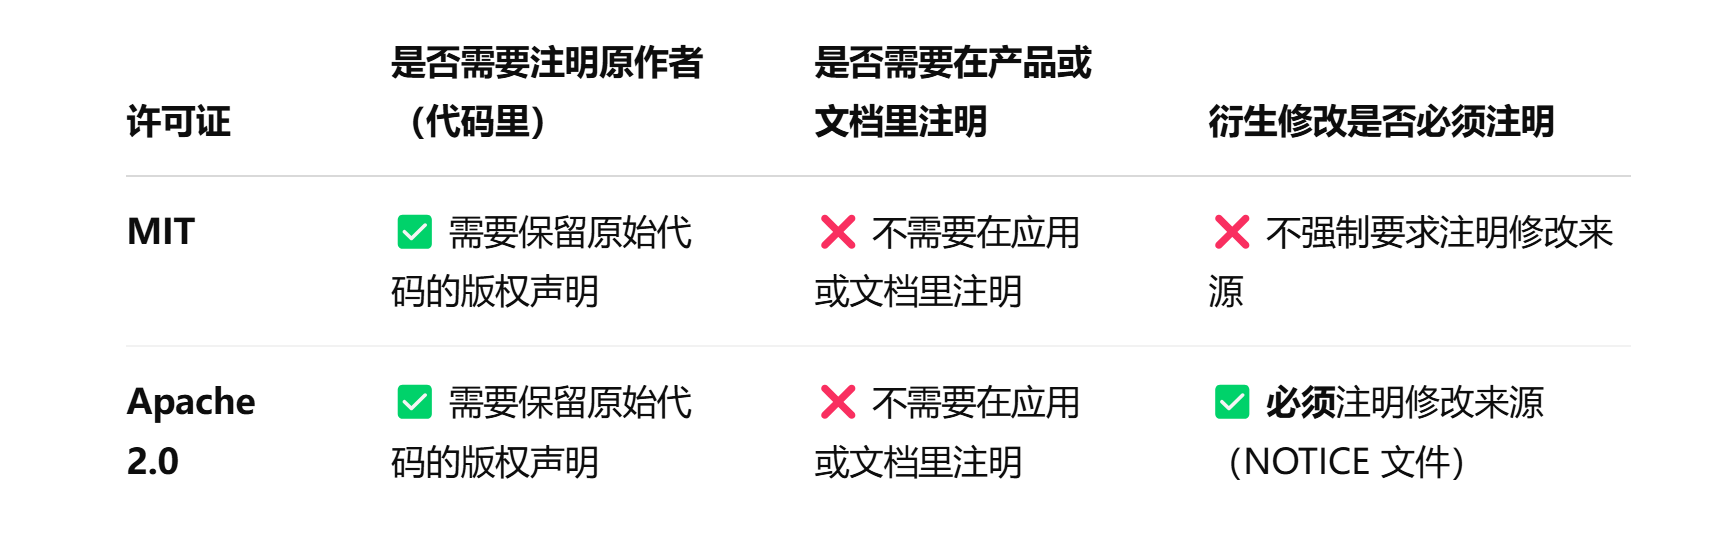 许可证
是否需要注明原作者
（代码里）
是否需要在产品或
文档里注明
衍生修改是否必须注明
MIT
✅ 需要保留原始代
码的版权声明
❌ 不需要在应用
或文档里注明
❌ 不强制要求注明修改来
源
Apache
2.0
✅ 需要保留原始代
码的版权声明
❌ 不需要在应用
或文档里注明
✅ 必须注明修改来源
（NOTICE 文件）